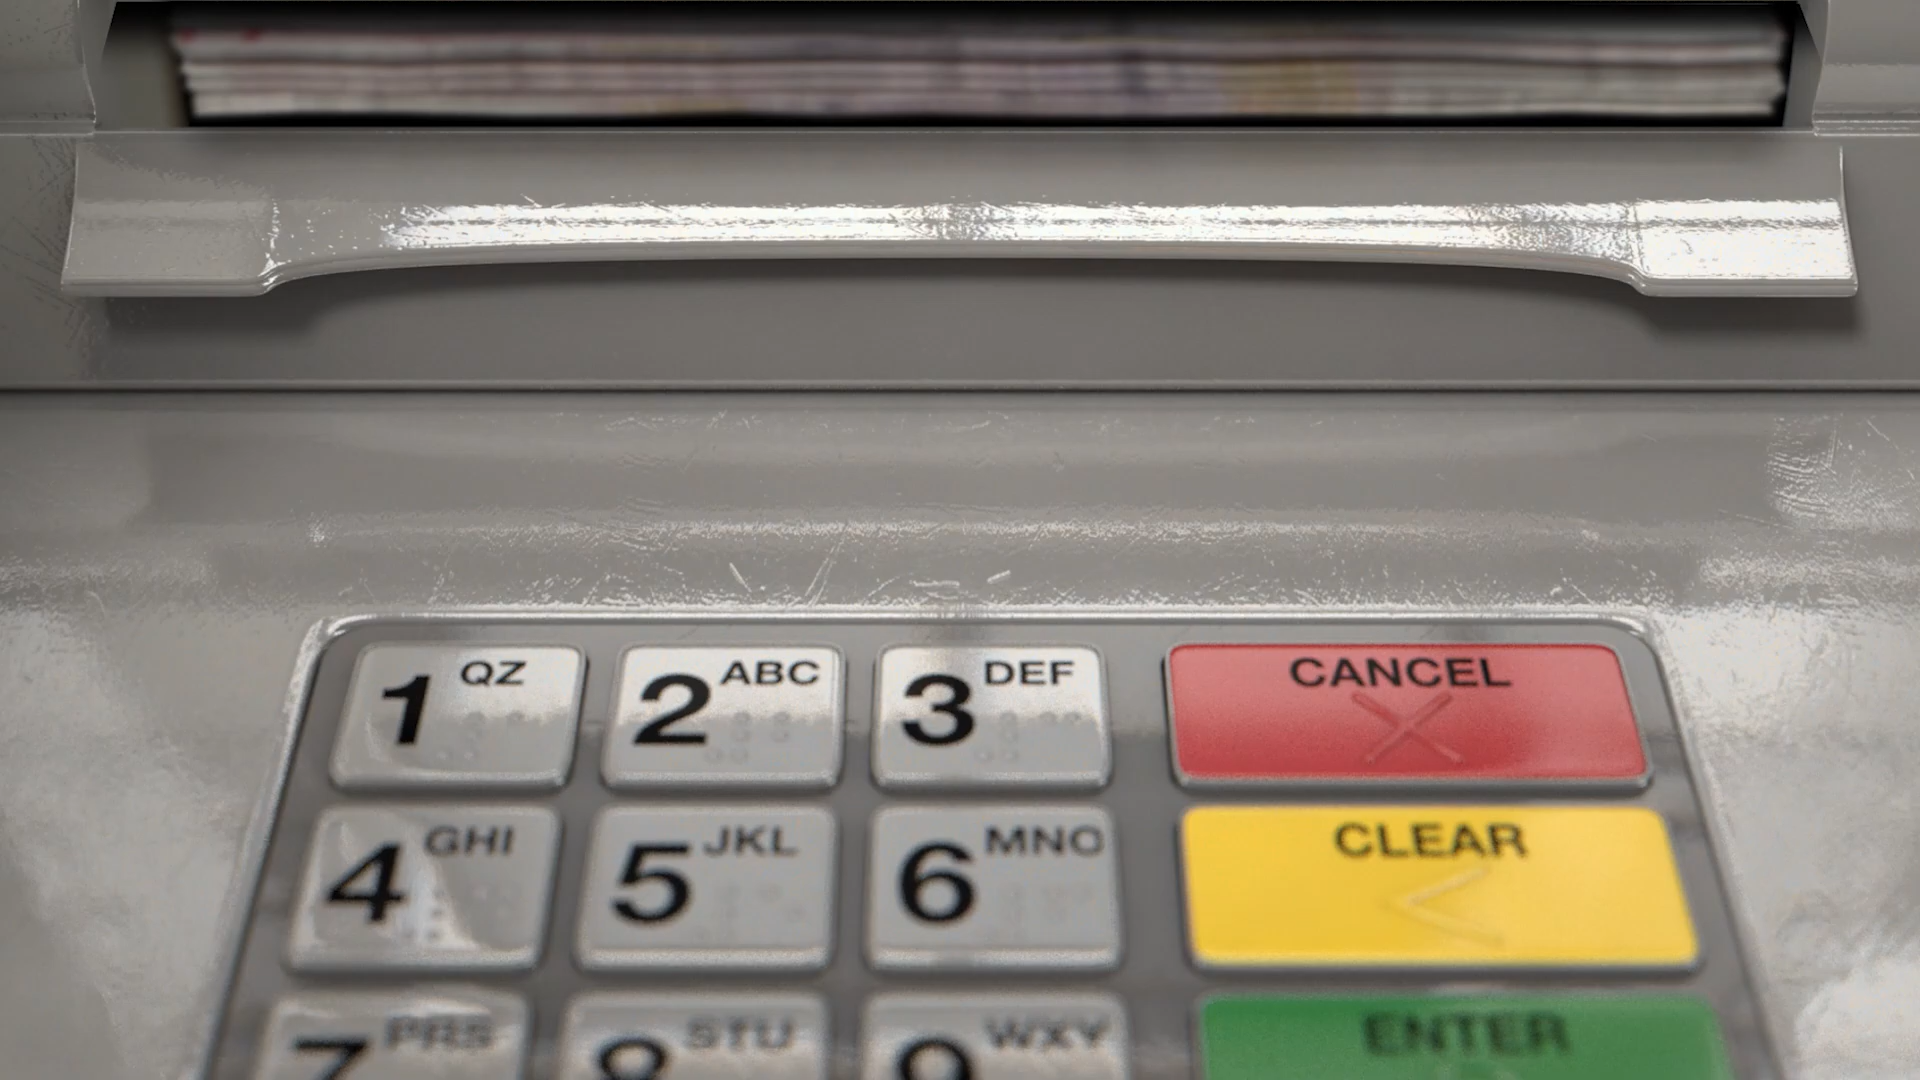 1 QZ 2 ABC 3 DEF CANCEL
4 GHI 5 JKL 6 MNO CLEAR
7 PRS 8 STU 9 WXY ENTER